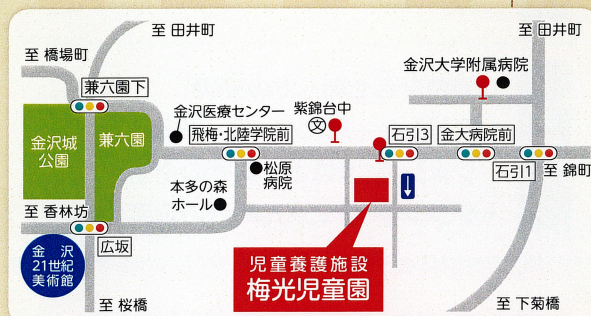 至 田井町
至 田井町
至 橋場町
金沢大学附属病院
兼六園下
金沢医療センター
紫錦台中
文
金沢城
公園
兼六園
飛梅・北陸学院前
石引3
金大病院前
石引1
至 錦町
松原
病院
本多の森
ホール
至 香林坊
広坂
金沢
21世紀
美術館
児童養護施設
梅光児童園
至 桜橋
至 下菊橋